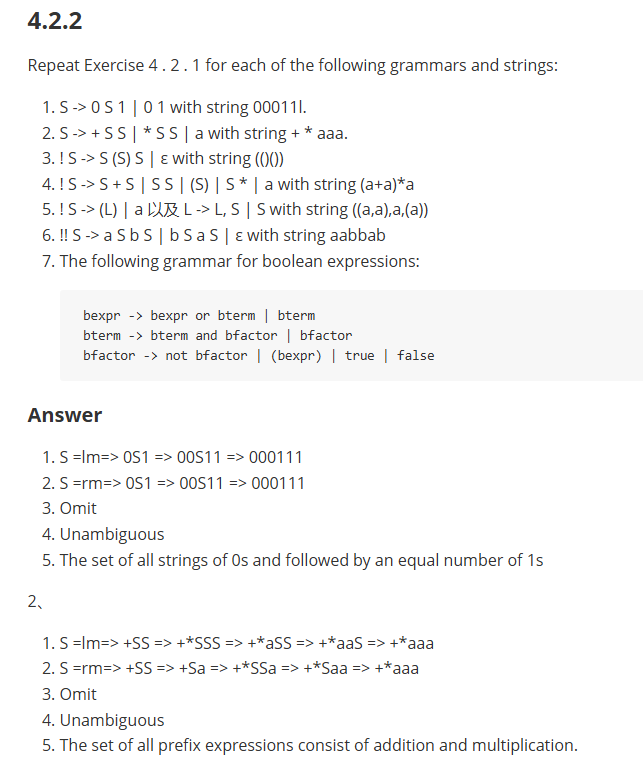 4.2.2
Repeat Exercise 4 . 2 . 1 for each of the following grammars and strings:
1. S -> 0 S 1 | 0 1 with string 00011l.
2. S -> + S S | * S S | a with string + * aaa.
3. ! S -> S (S) S | ε with string (()())
4. ! S -> S + S | S S | (S) | S * | a with string (a+a)*a
5. ! S -> (L) | a 以及 L -> L, S | S with string ((a,a),a,(a))
6. !! S -> a S b S | b S a S | ε with string aabbab
7. The following grammar for boolean expressions:
bexpr -> bexpr or bterm | bterm
bterm -> bterm and bfactor | bfactor
bfactor -> not bfactor | (bexpr) | true | false
Answer
1. S =lm=> 0S1 => 00S11 => 000111
2. S =rm=> 0S1 => 00S11 => 000111
3. Omit
4. Unambiguous
5. The set of all strings of 0s and followed by an equal number of 1s
2、
1. S =lm=> +SS => +*SSS => +*aSS => +*aaS => +*aaa
2. S =rm=> +SS => +Sa => +*SSa => +*Saa => +*aaa
3. Omit
4. Unambiguous
5. The set of all prefix expressions consist of addition and multiplication.